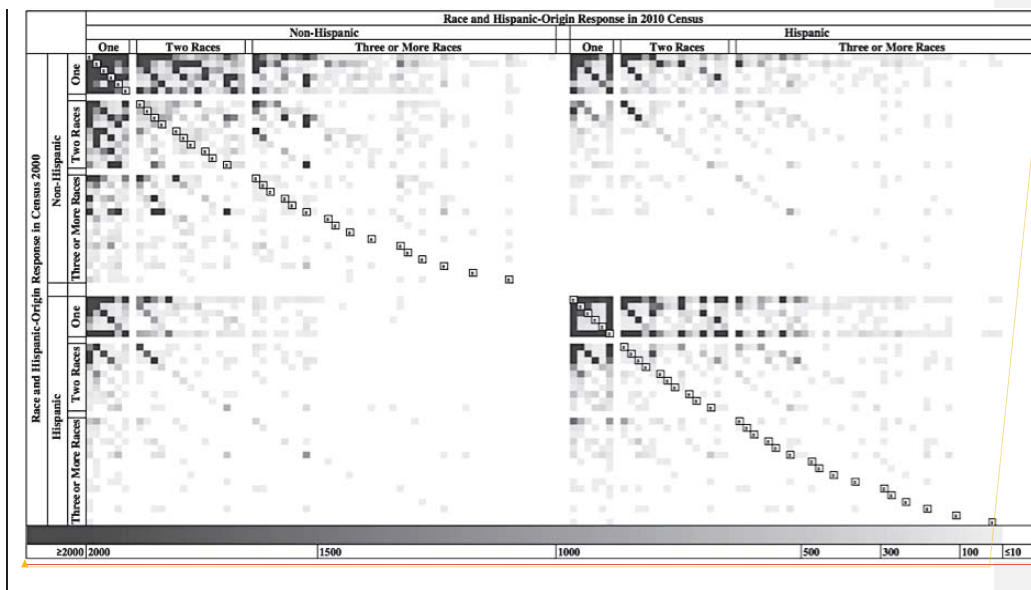 Race and Hispanic-Origin Response in 2010 Census
Non-Hispanic
Hispanic
One
Two Races
Three or More Races
One
Two Races
Three or More Races
Race and Hispanic-Origin Response in Census 2000
Non-Hispanic
One
Two Races
Three or More Races
Hispanic
One
Two Races
Three or More Races
≥2000 2000 1500 1000 500 300 100 ≤10